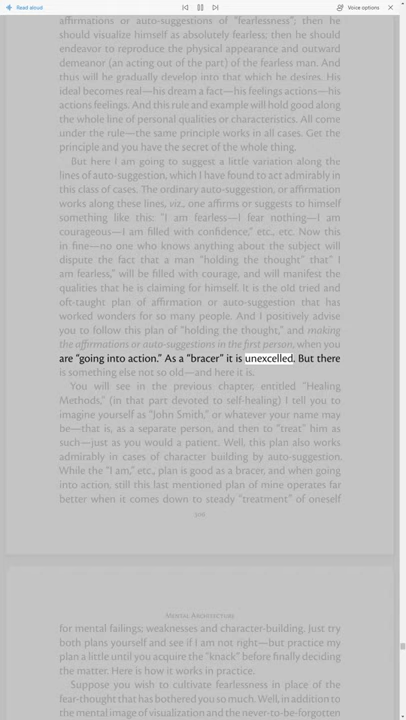 Read aloud
Voice options
affirmations or auto-suggestions of "fearlessness"; then he
should visualize himself as absolutely fearless; then he should
endeavor to reproduce the physical appearance and outward
demeanor (an acting out of the part) of the fearless man. And
thus will he gradually develop into that which he desires. His
ideal becomes real—his dream a fact—his feelings actions—his
actions feelings. And this rule and example will hold good along
the whole line of personal qualities or characteristics. All come
under the rule—the same principle works in all cases. Get the
principle and you have the secret of the whole thing.
But here I am going to suggest a little variation along the
lines of auto-suggestion, which I have found to act admirably in
this class of cases. The ordinary auto-suggestion, or affirmation
works along these lines, viz., one affirms or suggests to himself
something like this: "I am fearless—I fear nothing—I am
courageous—I am filled with confidence," etc., etc. Now this
in fine—no one who knows anything about the subject will
dispute the fact that a man "holding the thought" that" I
am fearless," will be filled with courage, and will manifest the
qualities that he is claiming for himself. It is the old tried and
oft-taught plan of affirmation or auto-suggestion that has
worked wonders for so many people. And I positively advise
you to follow this plan of "holding the thought," and making
the affirmations or auto-suggestions in the first person, when you
are "going into action." As a "bracer" it is unexcelled. But there
is something else not so old—and here it is.
You will see in the previous chapter, entitled "Healing
Methods," (in that part devoted to self-healing) I tell you to
imagine yourself as "John Smith," or whatever your name may
be—that is, as a separate person, and then to "treat" him as
such—just as you would a patient. Well, this plan also works
admirably in cases of character building by auto-suggestion.
While the "I am," etc., plan is good as a bracer, and when going
into action, still this last mentioned plan of mine operates far
better when it comes down to steady "treatment" of oneself
Mental Architecture
for mental failings; weaknesses and character-building. Just try
both plans yourself and see if I am not right—but practice my
plan a little until you acquire the "knack" before finally deciding
the matter. Here is how it works in practice.
Suppose you wish to cultivate fearlessness in place of the
fear-thought that has bothered you so much. Well, in addition to
the mental image of visualization and the never-to-be-forgotten